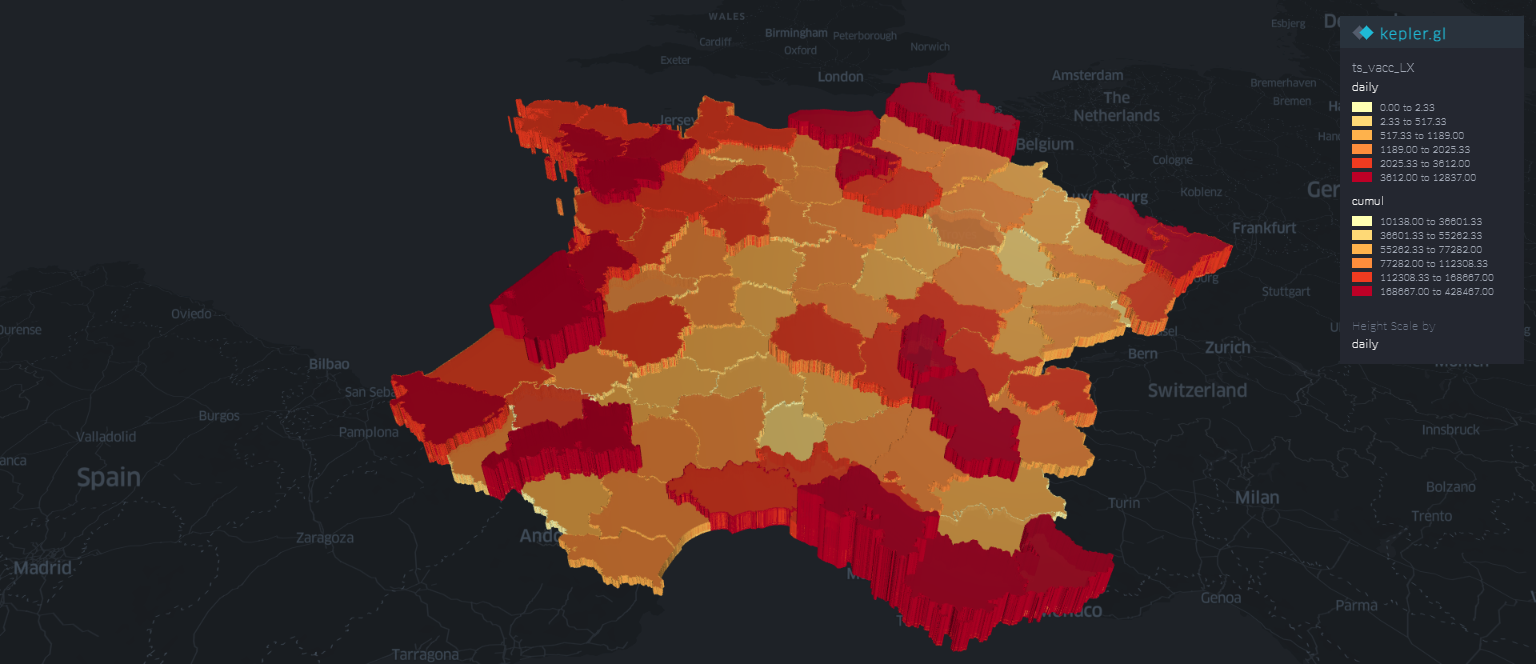 WALES
Cardiff
Exeter
Birmingham
Peterborough
Oxford
Norwich
London
Jersey
Amsterdam
The
Netherlands
Belgium
Esbjerg
Bremerhaven
Bremen
Cologne
Koblenz
Frankfurt
Stuttgart
Oviedo
Bilbao
Burgos
Pamplona
Valladolid
Spain
Zaragoza
Madrid
Tarragona
Bern
Zurich
Switzerland
Innsbruck
Bolzano
Trento
Turin
Milan
Genoa
Parma
kepler.gl
ts_vacc_LX
daily
0.00 to 2.33
2.33 to 517.33
517.33 to 1189.00
1189.00 to 2025.33
2025.33 to 3612.00
3612.00 to 12837.00
cumul
10138.00 to 36601.33
36601.33 to 55262.33
55262.33 to 77282.00
77282.00 to 112308.33
112308.33 to 168667.00
168667.00 to 428467.00
Height Scale by
daily